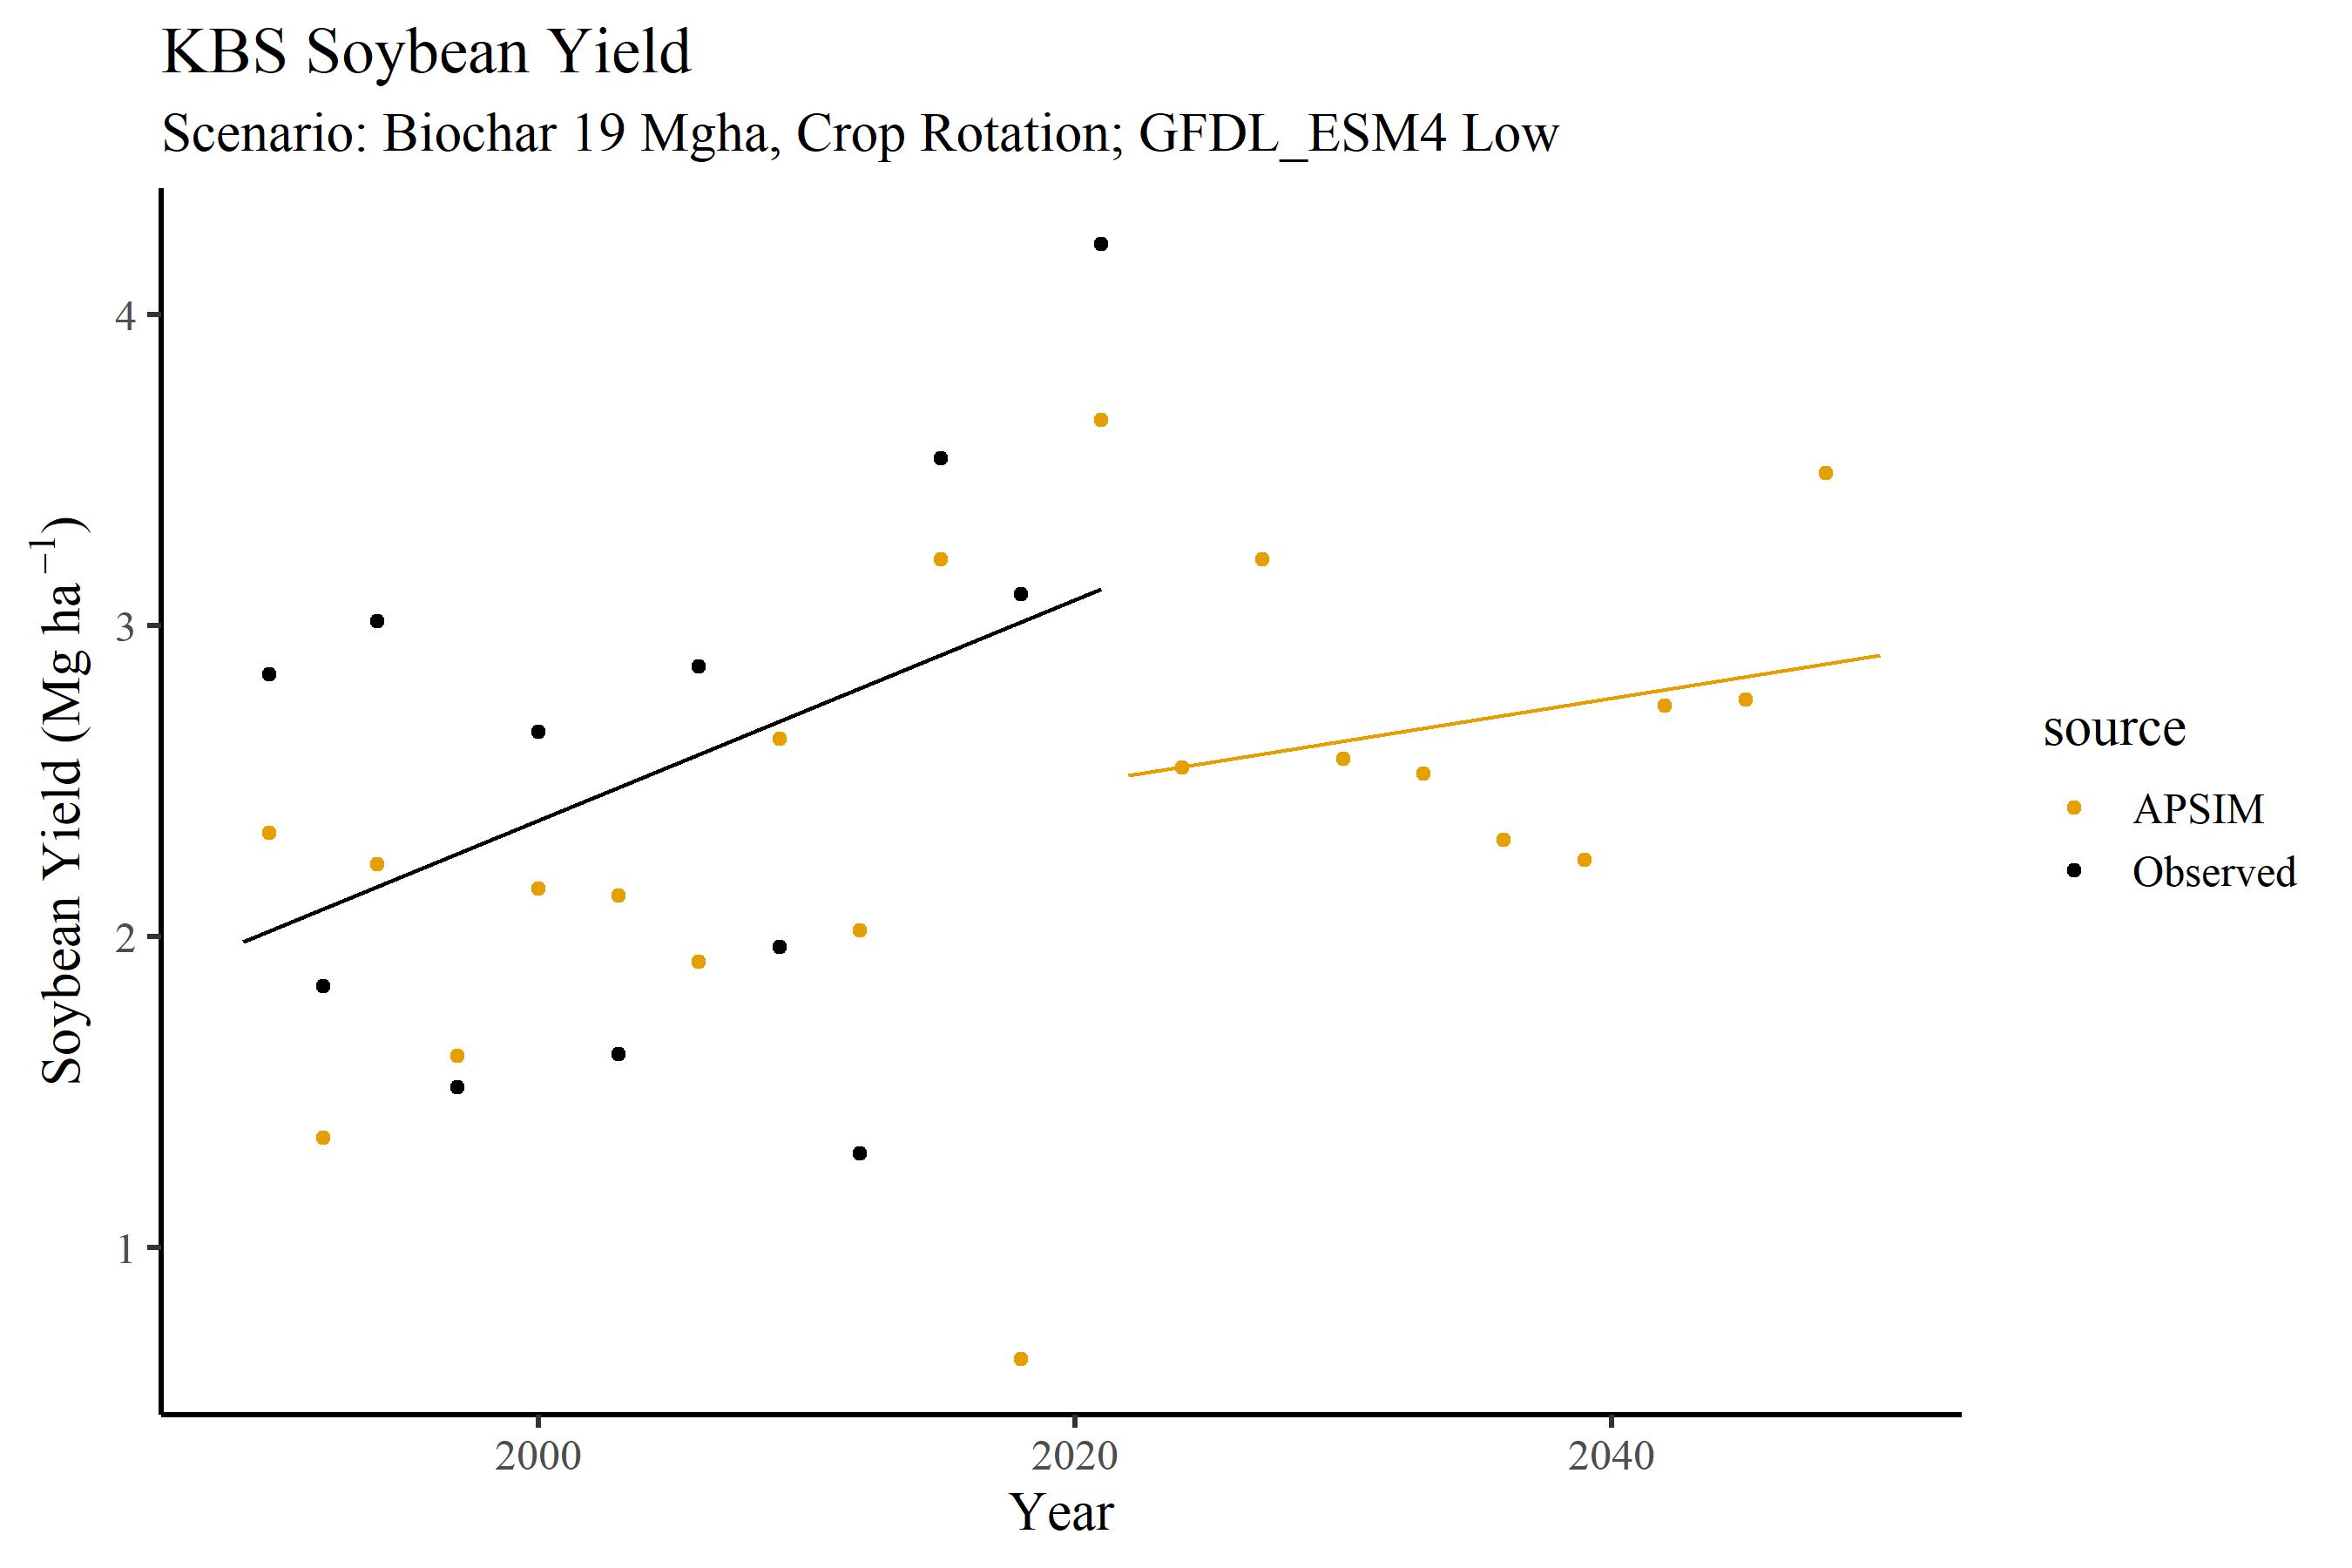 KBS Soybean Yield
Scenario: Biochar 19 Mgha, Crop Rotation; GFDL_ESM4 Low
Soybean Yield (Mg ha⁻¹)
4
3
2
1
2000
2020
2040
Year
source
APSIM
Observed